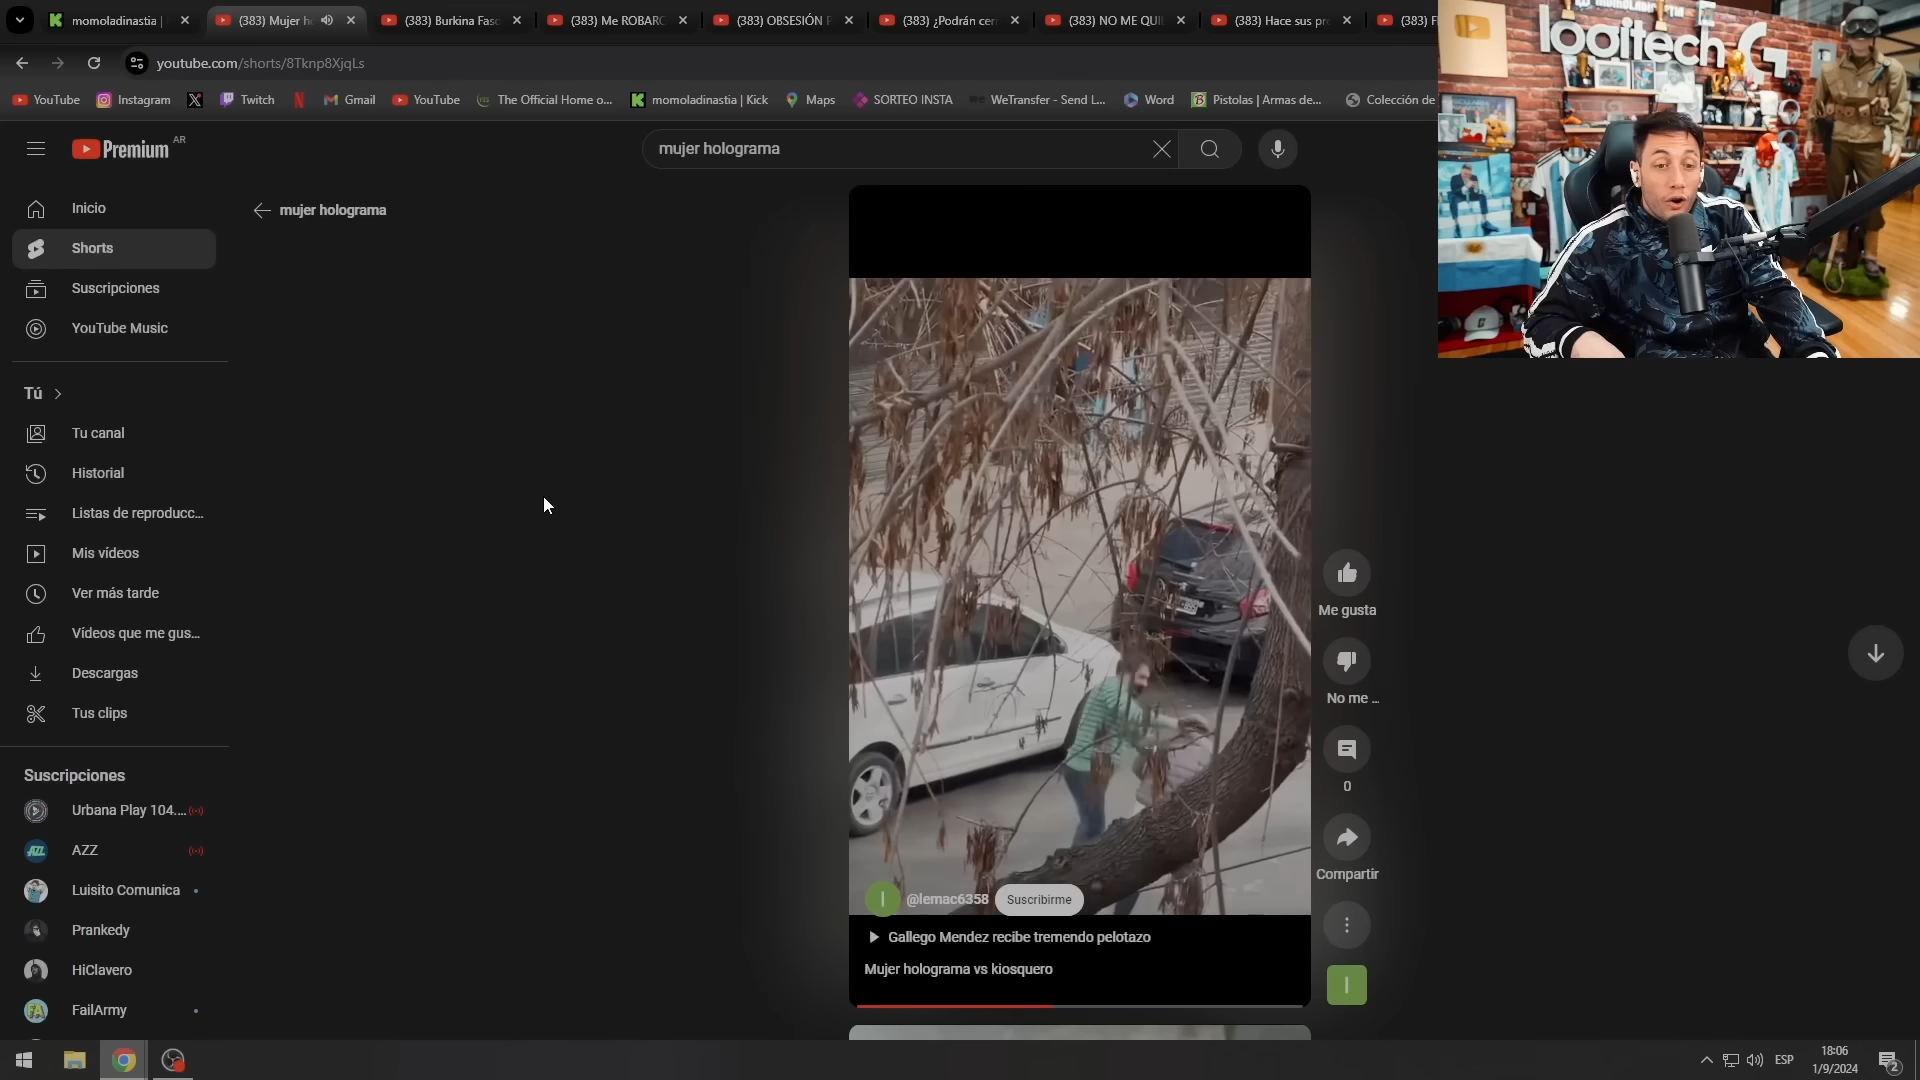 momoladinastia |
(383) Mujer h
(383) Burkina Fasc
(383) Me ROBARO
(383) OBSESIÓN P
(383) ¿Podrán cer
(383) NO ME QUI
(383) Hace sus pr
(383) F
youtube.com/shorts/8Tknp8XjqLs
YouTube
Instagram
Twitch
Gmail
YouTube
The Official Home o...
momoladinastia | Kick
Maps
SORTEO INSTA
WeTransfer - Send L...
Word
Pistolas | Armas de...
Colección de
logitech G
Premium AR
mujer holograma
Inicio
mujer holograma
Shorts
Suscripciones
YouTube Music
Tú
Tu canal
Historial
Listas de reproducc...
Mis vídeos
Ver más tarde
Vídeos que me gus...
Descargas
Tus clips
Suscripciones
Urbana Play 104....
AZZ
Luisito Comunica
Prankedy
HiClavero
FailArmy
Me gusta
No me ...
0
Compartir
@lemac6358 Suscribirme
Gallego Mendez recibe tremendo pelotazo
Mujer holograma vs kiosquero
ESP
18:06
1/9/2024
2